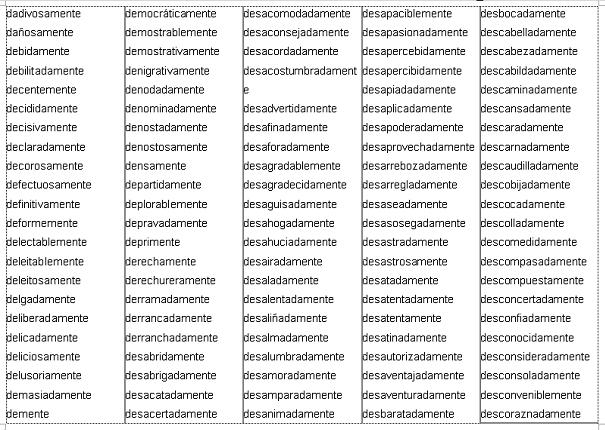 dadivosamente
dañosamente
debidamente
debilitadamente
decentemente
decididamente
decisivamente
declaradamente
decorosamente
defectuosamente
definitivamente
deformemente
delectablemente
deleitablemente
deleitosamente
delgadamente
deliberadamente
delicadamente
deliciosamente
delusoriamente
demasiadamente
demente
democráticamente
demostrablemente
demostrativamente
denigrativamente
denodadamente
denominadamente
denostadamente
denostosamente
densamente
departidamente
deplorablemente
depravadamente
deprimente
derechamente
derechureramente
derramadamente
derrancadamente
derranchadamente
desabridamente
desabrigadamente
desacatadamente
desacertadamente
desacomodadamente
desaconsejadamente
desacordadamente
desacostumbradament
e
desadvertidamente
desafinadamente
desaforadamente
desagradablemente
desagradecidamente
desaguisadamente
desahogadamente
desahuciadamente
desairadamente
desaladamente
desalentadamente
desaliñadamente
desalmadamente
desalumbradamente
desamoradamente
desamparadamente
desanimadamente
desapaciblemente
desapasionadamente
desapercebidamente
desapercibidamente
desapiadadamente
desaplicadamente
desapoderadamente
desaprovechadamente
desarrebozadamente
desarregladamente
desaseadamente
desasosegadamente
desastradamente
desastrosamente
desatadamente
desatentadamente
desatentamente
desatinadamente
desautorizadamente
desaventajadamente
desaventuradamente
desbaratadamente
desbocadamente
descabelladamente
descabezadamente
descabildadamente
descaminadamente
descansadamente
descaradamente
descarnadamente
descaudilladamente
descobijadamente
descocadamente
descolladamente
descomedidamente
descompasadamente
descompuestamente
desconcertadamente
desconfiadamente
desconocidamente
desconsideradamente
desconsoladamente
desconveniblemente
descoraznadamente